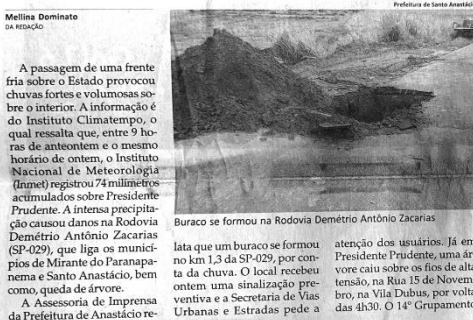 Prefeitura de Santo Anastácio
Mellina Dominato
DA REDAÇÃO
A passagem de uma frente
fria sobre o Estado provocou
chuvas fortes e volumosas so-
bre o interior. A informação é
do Instituto Climatempo, o
qual ressalta que, entre 9 ho-
ras de anteontem e o mesmo
horário de ontem, o Instituto
Nacional de Meteorologia
(Inmet) registrou 74 milímetros
acumulados sobre Presidente
Prudente. A intensa precipita-
ção causou danos na Rodovia
Demétrio Antônio Zacarias
(SP-029), que liga os municí-
pios de Mirante do Paranapa-
nema e Santo Anastácio, bem
como, queda de árvore.
A Assessoria de Imprensa
da Prefeitura de Anastácio re-
Buraco se formou na Rodovia Demétrio Antônio Zacarias
lata que um buraco se formou
no km 1,3 da SP-029, por con-
ta da chuva. O local recebeu
ontem uma sinalização pre-
ventiva e a Secretaria de Vias
Urbanas e Estradas pede a
atenção dos usuários. Já em
Presidente Prudente, uma ár-
vore caiu sobre os fios de alta
tensão, na Rua 15 de Novem-
bro, na Vila Dubus, por volta
das 4h30. O 14º Grupamento